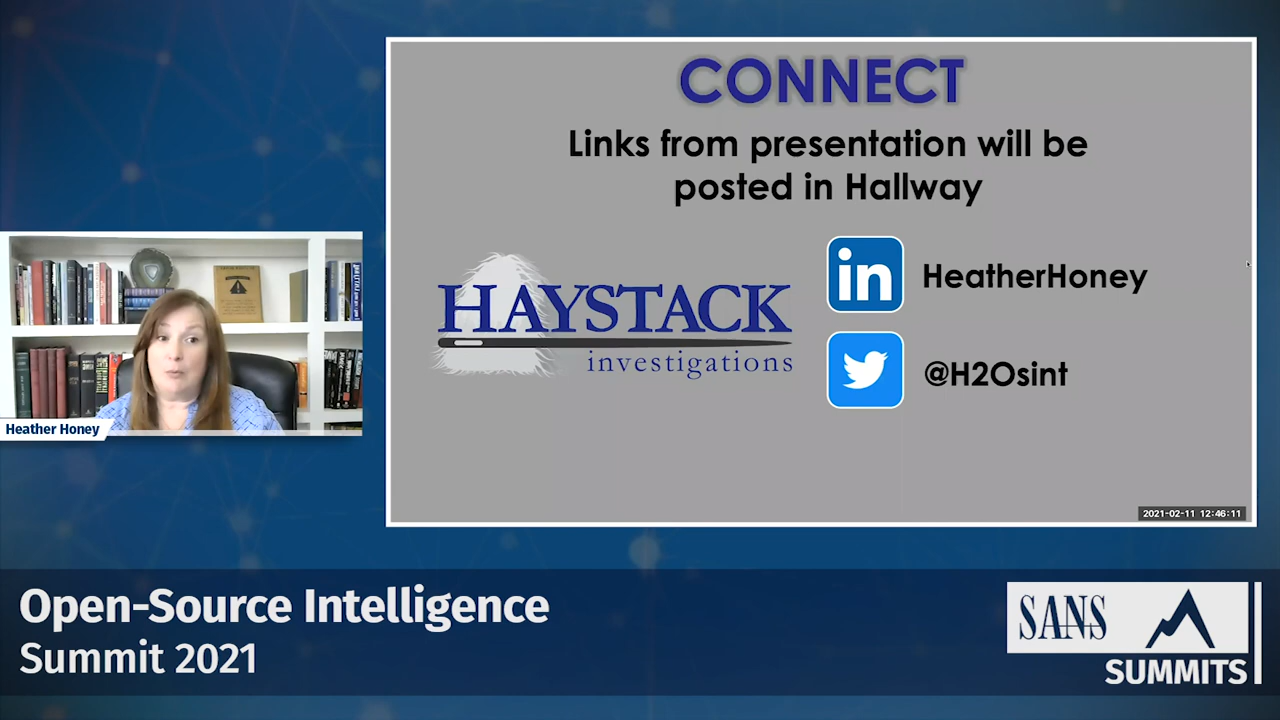 CONNECT
Links from presentation will be
posted in Hallway
HAYSTACK
investigations
in
HeatherHoney
@H2Osint
Heather Honey
2021-02-11 12:46:11
Open-Source Intelligence
Summit 2021
SANS
SUMMITS